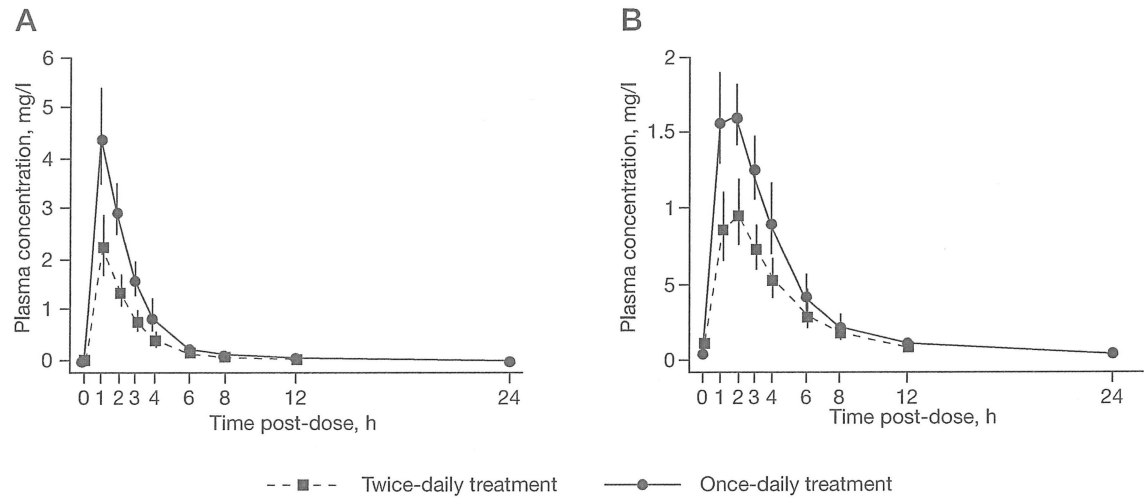 A
6
5
4
3
2
1
0
Plasma concentration, mg/l
0 1 2 3 4 6 8 12 24
Time post-dose, h
B
2
1.5
1
5
0
Plasma concentration, mg/l
0 1 2 3 4 6 8 12 24
Time post-dose, h
Twice-daily treatment
Once-daily treatment